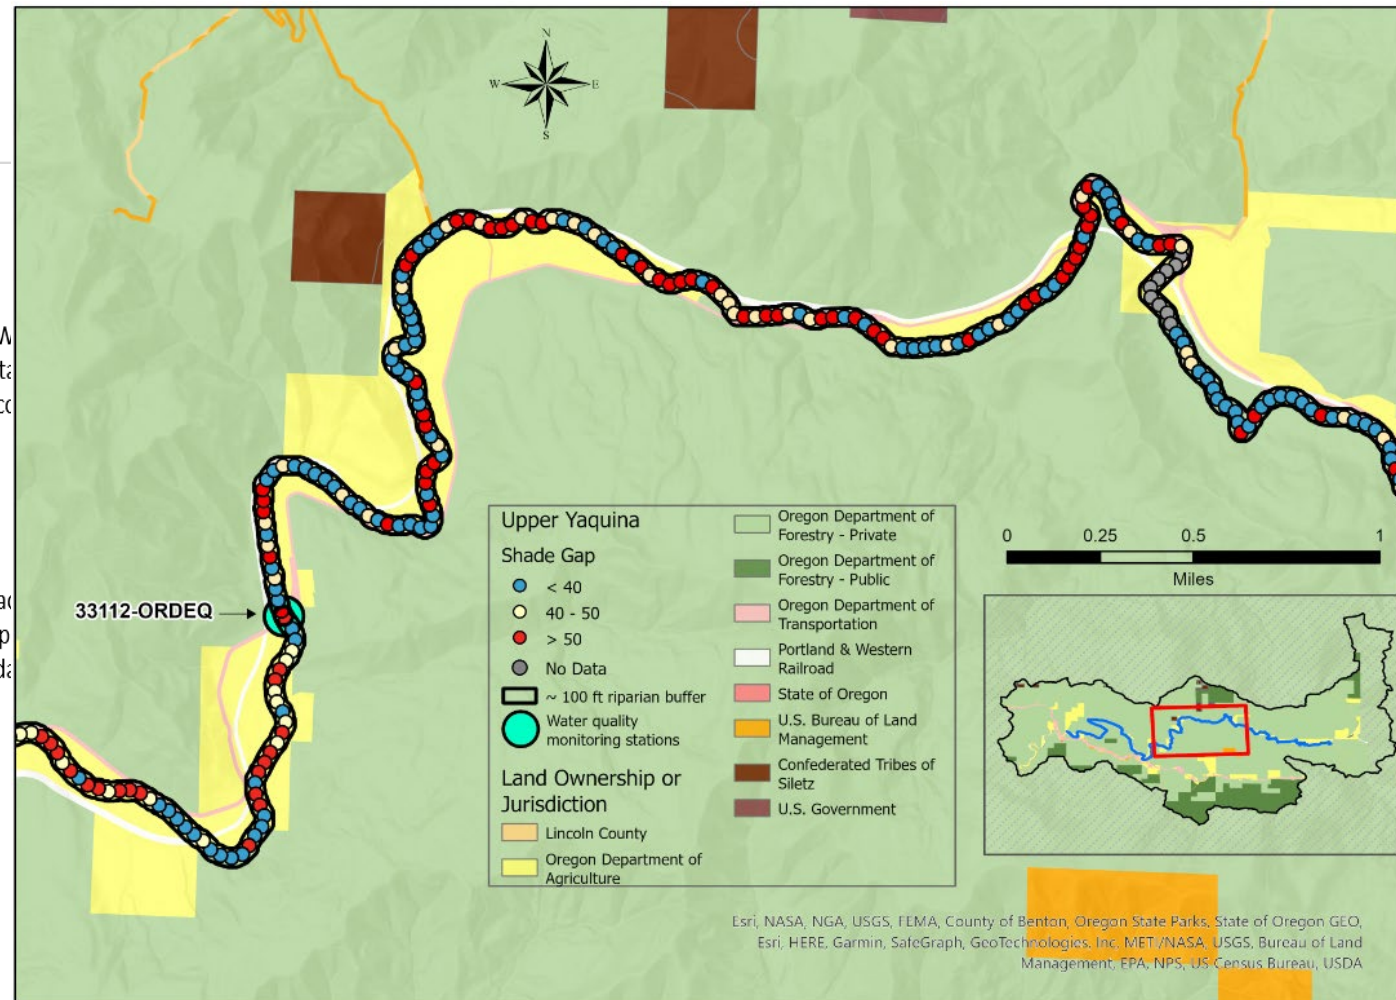 N
W
E
S
33112-ORDEQ
Upper Yaquina
Shade Gap
< 40
40 - 50
> 50
No Data
~ 100 ft riparian buffer
Water quality
monitoring stations
Land Ownership or
Jurisdiction
Lincoln County
Oregon Department of
Agriculture
Oregon Department of
Forestry - Private
Oregon Department of
Forestry - Public
Oregon Department of
Transportation
Portland & Western
Railroad
State of Oregon
U.S. Bureau of Land
Management
Confederated Tribes of
Siletz
U.S. Government
0 0.25 0.5 1
Miles
Esri, NASA, NGA, USGS, FEMA, County of Benton, Oregon State Parks, State of Oregon GEO,
Esri, HERE, Garmin, SafeGraph, GeoTechnologies, Inc, METI/NASA, USGS, Bureau of Land
Management, EPA, NPS, US Census Bureau, USDA